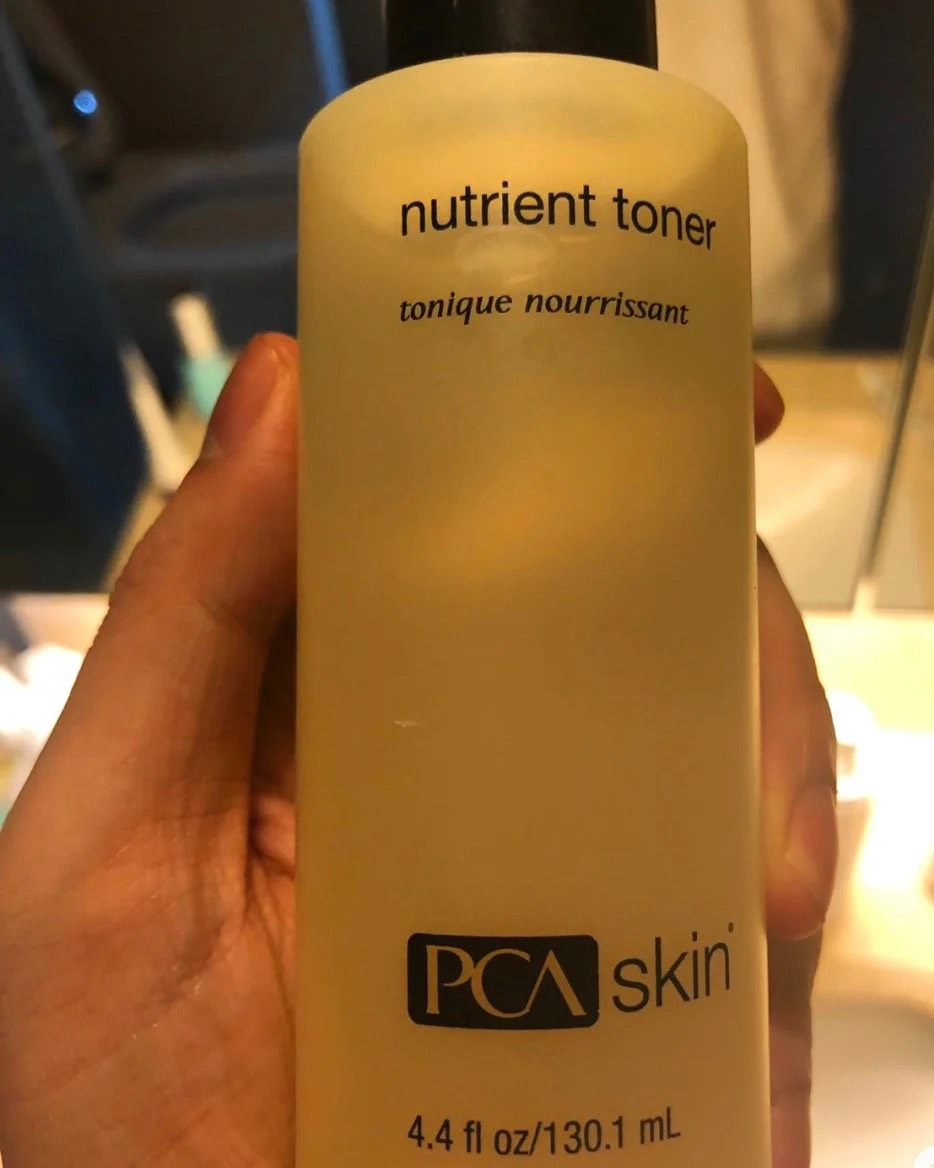 nutrient toner
tonique nourrissant
PCA skin®
4.4 fl oz/130.1 mL